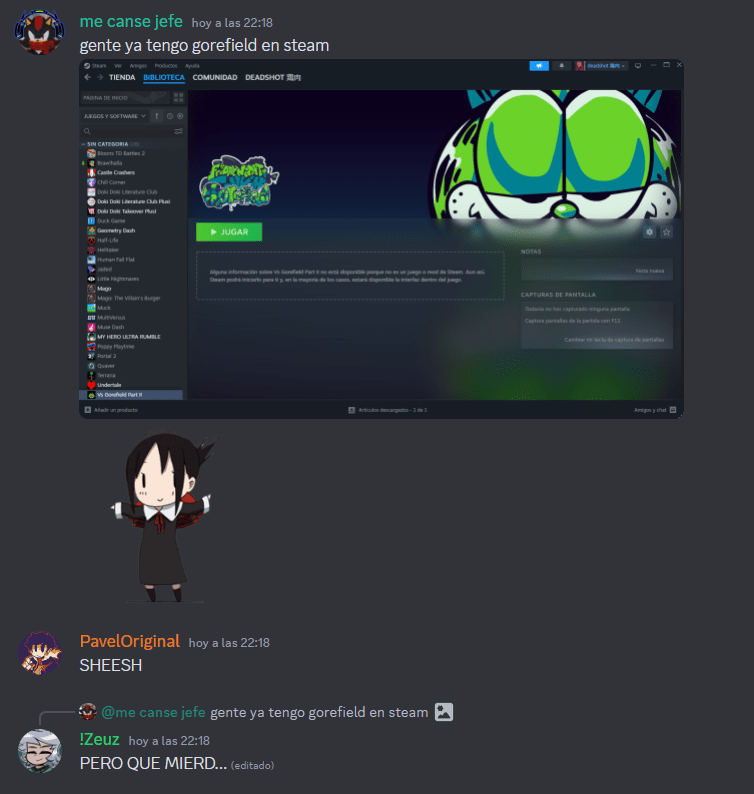 me canse jefe hoy a las 22:18
gente ya tengo gorefield en steam
Steam Ver Amigos Productos Ayuda
deadshot
TIENDA BIBLIOTECA COMUNIDAD DEADSHOT
PÁGINA DE INICIO
JUEGOS Y SOFTWARE
SIN CATEGORÍA
Bloons TD Battles 2
Brawlhalla
Castle Crashers
Chill Corner
Doki Doki Literature Club
Doki Doki Literature Club Plus!
Doki Doki Takeover Plus!
Duck Game
Geometry Dash
Half-Life
Helltaker
Human Fall Flat
Jaded
Little Nightmares
Mago
Mago: The Villain's Burger
Muck
MultiVersus
Muse Dash
MY HERO ULTRA RUMBLE
Poppy Playtime
Portal 2
Quaver
Terraria
Undertale
Vs Gorefield Part II
JUGAR
Alguna información sobre Vs Gorefield Part II no está disponible porque no es un juego o mod de Steam. Aun así,
Steam podrá iniciarlo para ti y, en la mayoría de los casos, estará disponible la interfaz dentro del juego.
NOTAS
Nota nueva
CAPTURAS DE PANTALLA
Todavía no has capturado ninguna pantalla
Captura pantallas de la partida con F12
Cambiar mi tecla de captura de pantallas
Añadir un producto
Artículos descargados - 3 de 3
Amigos y chat
PavelOriginal hoy a las 22:18
SHEESH
@me canse jefe gente ya tengo gorefield en steam
!Zeuz hoy a las 22:18
PERO QUE MIERD... (editado)